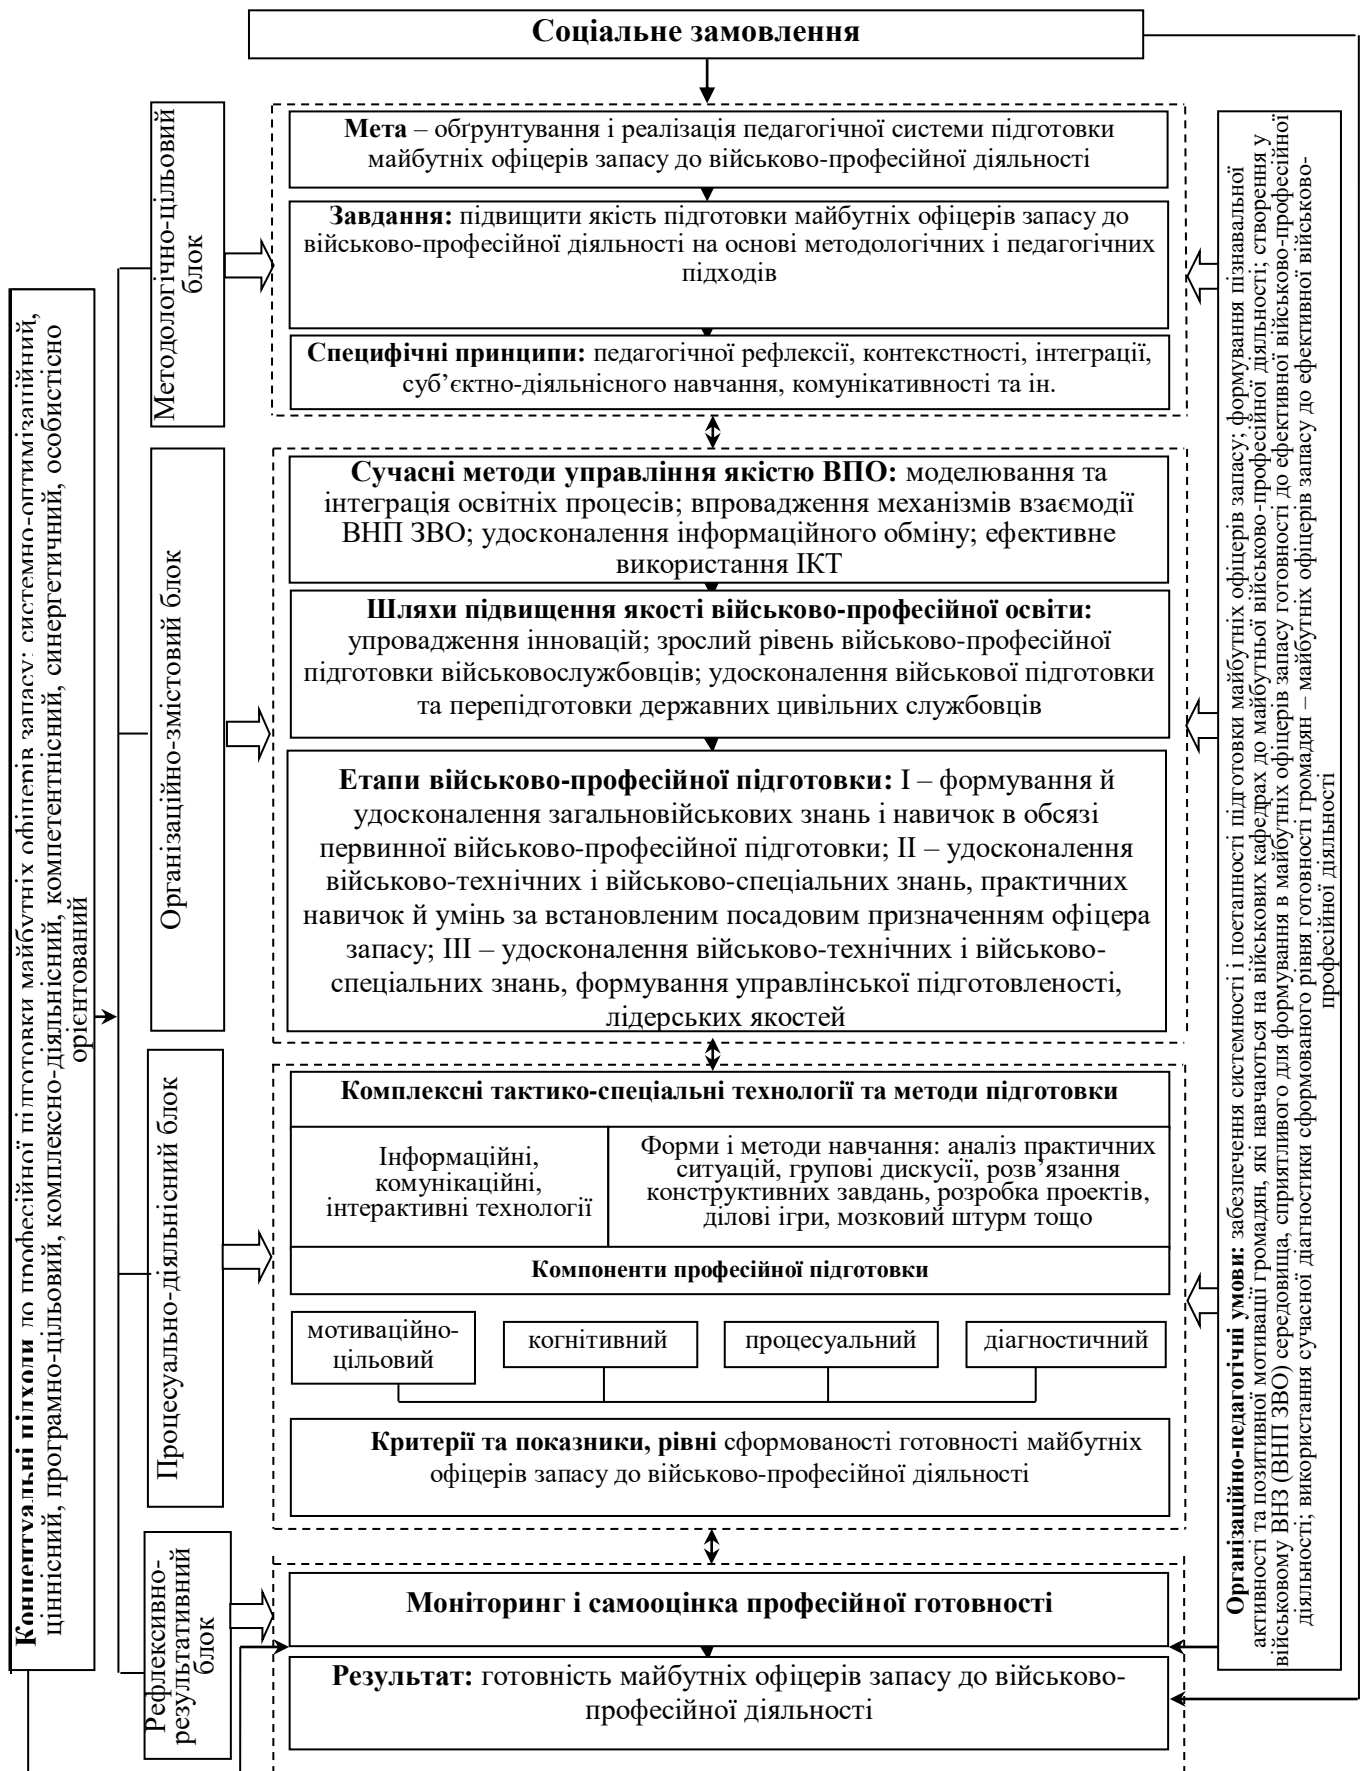 Соціальне замовлення
Методологічно-цільовий
блок
Мета – обґрунтування і реалізація педагогічної системи підготовки
майбутніх офіцерів запасу до військово-професійної діяльності
Завдання: підвищити якість підготовки майбутніх офіцерів запасу до
військово-професійної діяльності на основі методологічних і педагогічних
підходів
Специфічні принципи: педагогічної рефлексії, контекстності, інтеграції,
суб’єктно-діяльнісного навчання, комунікативності та ін.
Концептуальні підходи до професійної підготовки майбутніх офіцерів запасу: системно-оптимізаційний,
ціннісний, програмно-цільовий, комплексно-діяльнісний, компетентнісний, синергетичний, особистісно
орієнтований
Організаційно-змістовий блок
Сучасні методи управління якістю ВПО: моделювання та
інтеграція освітніх процесів; впровадження механізмів взаємодії
ВНП ЗВО; удосконалення інформаційного обміну; ефективне
використання ІКТ
Шляхи підвищення якості військово-професійної освіти:
упровадження інновацій; зрослий рівень військово-професійної
підготовки військовослужбовців; удосконалення військової підготовки
та перепідготовки державних цивільних службовців
Етапи військово-професійної підготовки: І – формування й
удосконалення загальновійськових знань і навичок в обсязі
первинної військово-професійної підготовки; ІІ – удосконалення
військово-технічних і військово-спеціальних знань, практичних
навичок й умінь за встановленим посадовим призначенням офіцера
запасу; ІІІ – удосконалення військово-технічних і військово-
спеціальних знань, формування управлінської підготовленості,
лідерських якостей
Організаційно-педагогічні умови: забезпечення системності і поетапності підготовки майбутніх офіцерів запасу; формування пізнавальної
активності та позитивної мотивації громадян, які навчаються на військових кафедрах до майбутньої військово-професійної діяльності; створення у
військовому ВНЗ (ВНП ЗВО) середовища, сприятливого для формування в майбутніх офіцерів запасу готовності до ефективної військово-професійної
діяльності; використання сучасної діагностики сформованого рівня готовності громадян – майбутніх офіцерів запасу до ефективної військово-
професійної діяльності
Процесуально-діяльнісний блок
Комплексні тактико-спеціальні технології та методи підготовки
Інформаційні,
комунікаційні,
інтерактивні технології
Форми і методи навчання: аналіз практичних
ситуацій, групові дискусії, розв’язання
конструктивних завдань, розробка проектів,
ділові ігри, мозковий штурм тощо
Компоненти професійної підготовки
мотиваційно-
цільовий
когнітивний
процесуальний
діагностичний
Критерії та показники, рівні сформованості готовності майбутніх
офіцерів запасу до військово-професійної діяльності
Рефлексивно-
результативний
блок
Моніторинг і самооцінка професійної готовності
Результат: готовність майбутніх офіцерів запасу до військово-
професійної діяльності